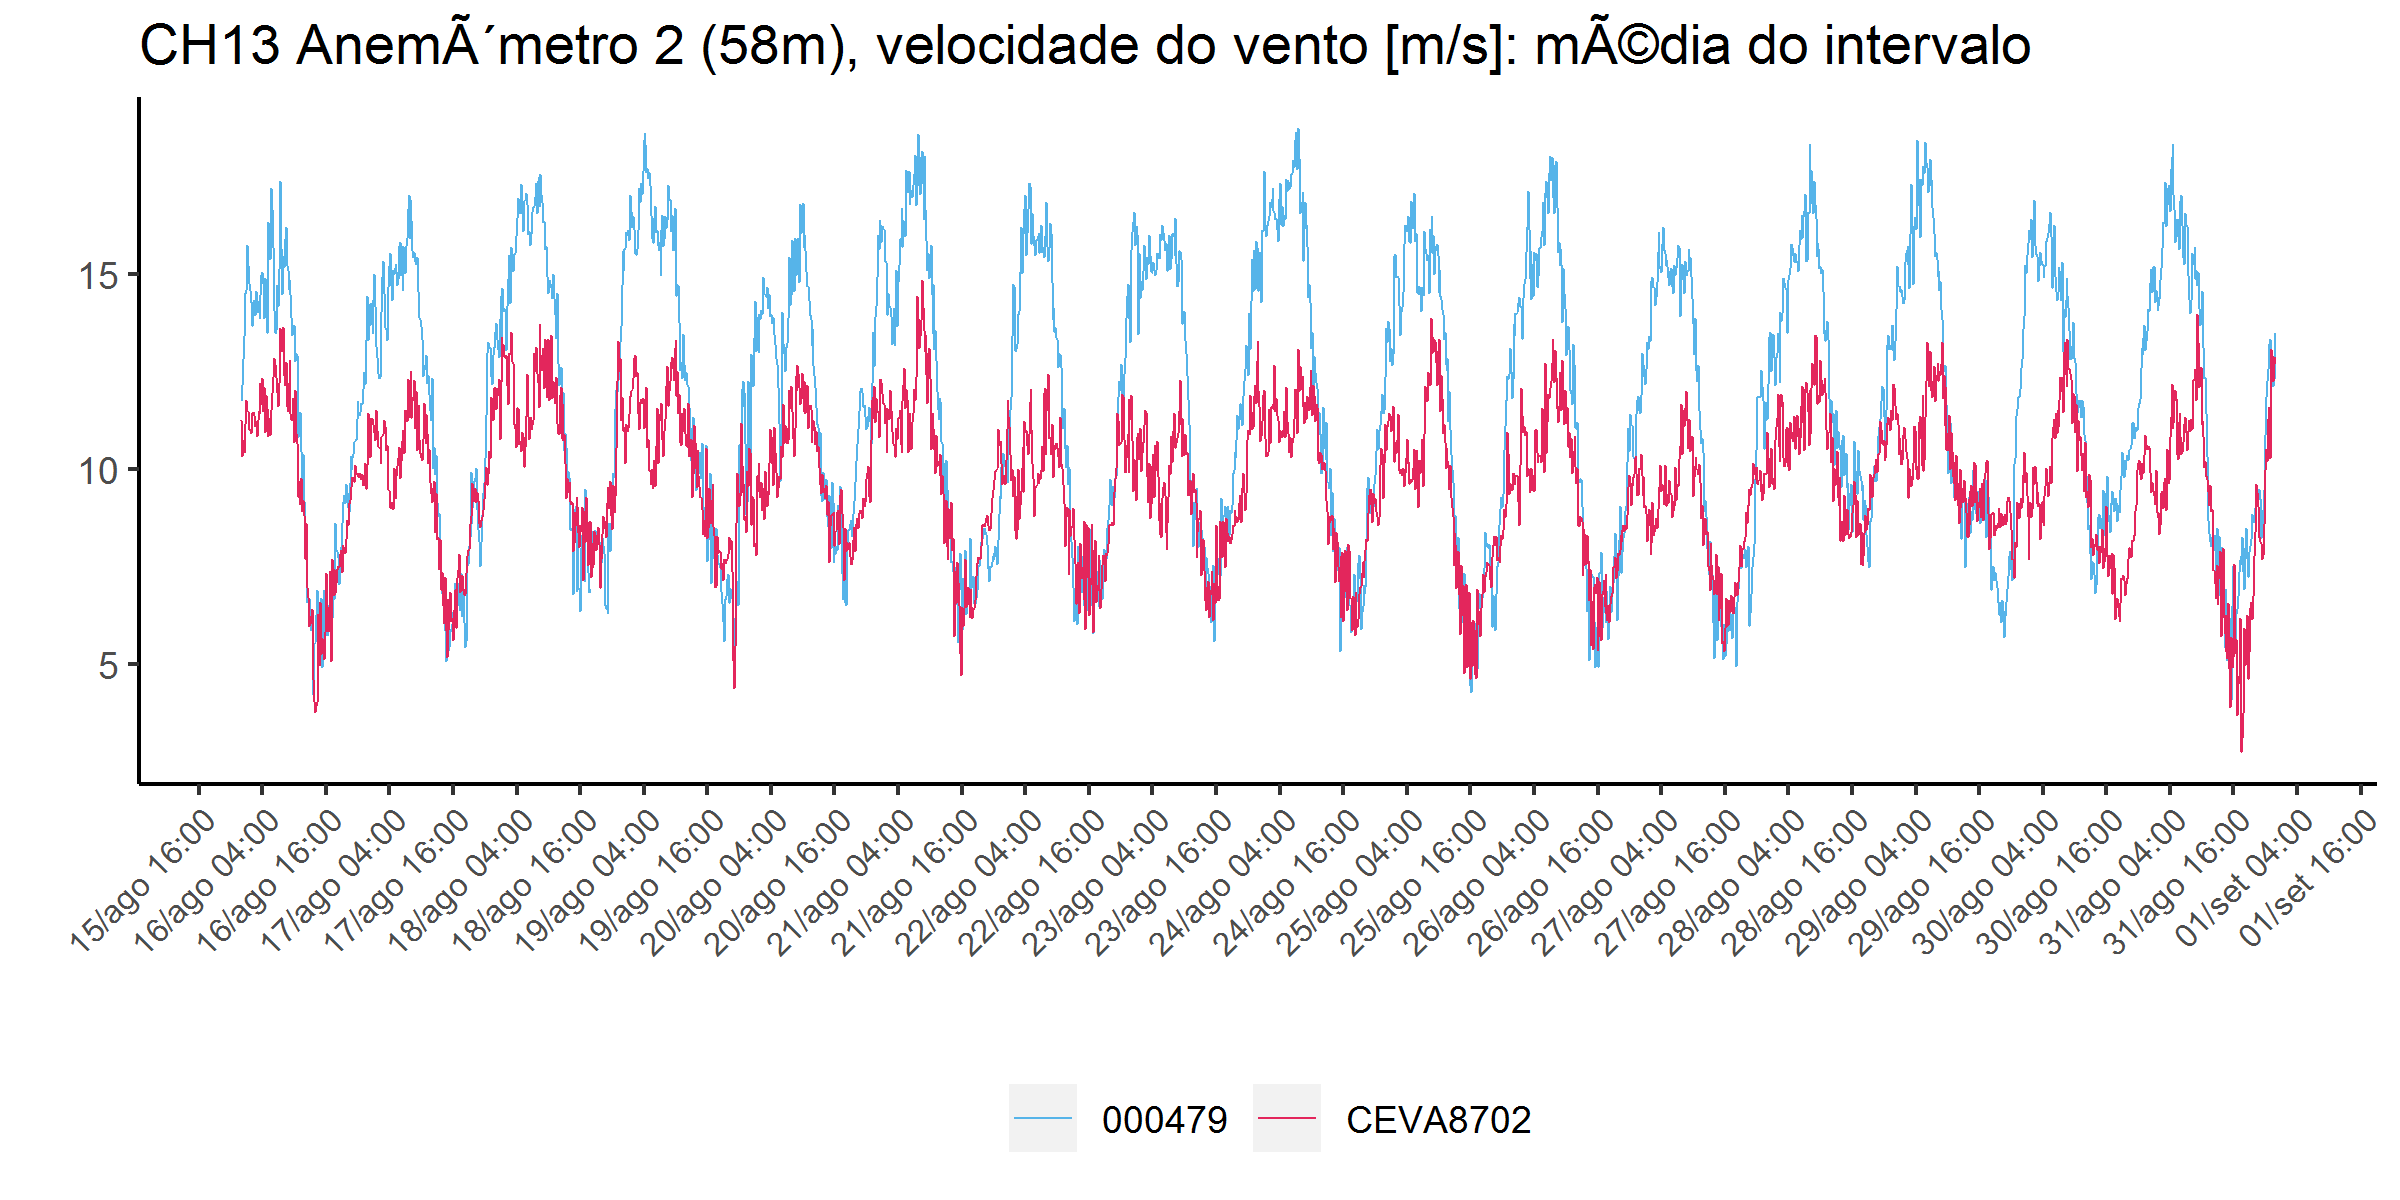 CH13 AnemÃ´metro 2 (58m), velocidade do vento [m/s]: mÃ©dia do intervalo
15
10
5
15/ago 16:00
16/ago 04:00
16/ago 16:00
17/ago 04:00
17/ago 16:00
18/ago 04:00
18/ago 16:00
19/ago 04:00
19/ago 16:00
20/ago 04:00
20/ago 16:00
21/ago 04:00
21/ago 16:00
22/ago 04:00
22/ago 16:00
23/ago 04:00
23/ago 16:00
24/ago 04:00
24/ago 16:00
25/ago 04:00
25/ago 16:00
26/ago 04:00
26/ago 16:00
27/ago 04:00
27/ago 16:00
28/ago 04:00
28/ago 16:00
29/ago 04:00
29/ago 16:00
30/ago 04:00
30/ago 16:00
31/ago 04:00
31/ago 16:00
01/set 04:00
01/set 16:00
000479
CEVA8702